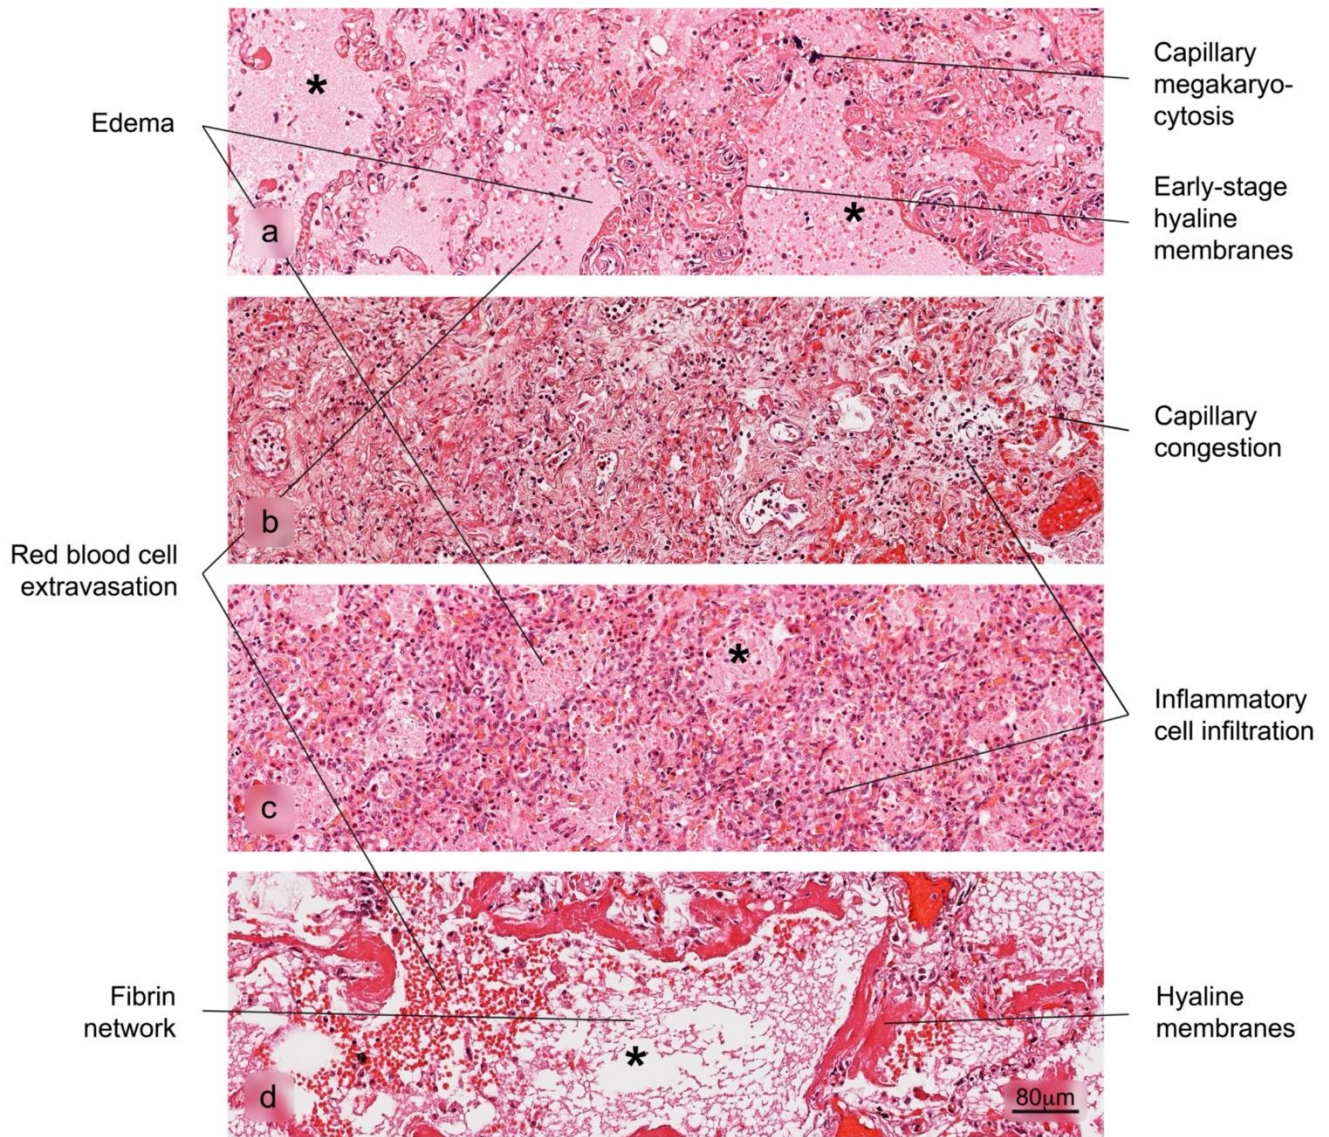 Edema
*
*
a
Capillary
megakaryo-
cytosis
Early-stage
hyaline
membranes
b
Capillary
congestion
Red blood cell
extravasation
*
c
Inflammatory
cell infiltration
Fibrin
network
*
d
80μm
Hyaline
membranes